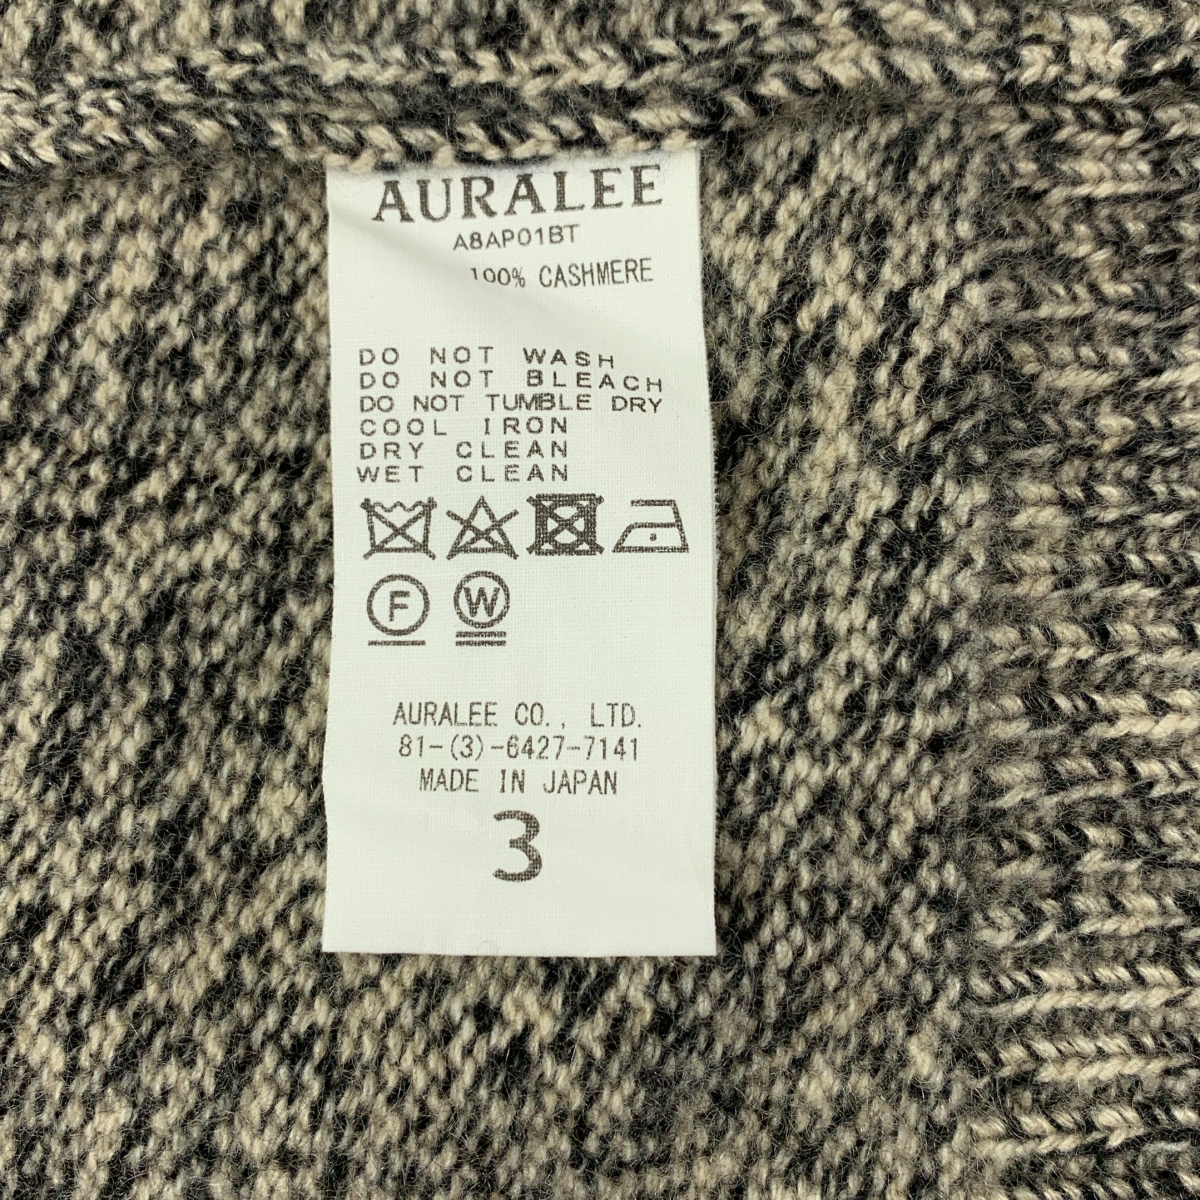 AURALEE
A8AP01BT
100% CASHMERE
DO NOT WASH
DO NOT BLEACH
DO NOT TUMBLE DRY
COOL IRON
DRY CLEAN
WET CLEAN
F W
AURALEE CO., LTD.
81-(3)-6427-7141
MADE IN JAPAN
3